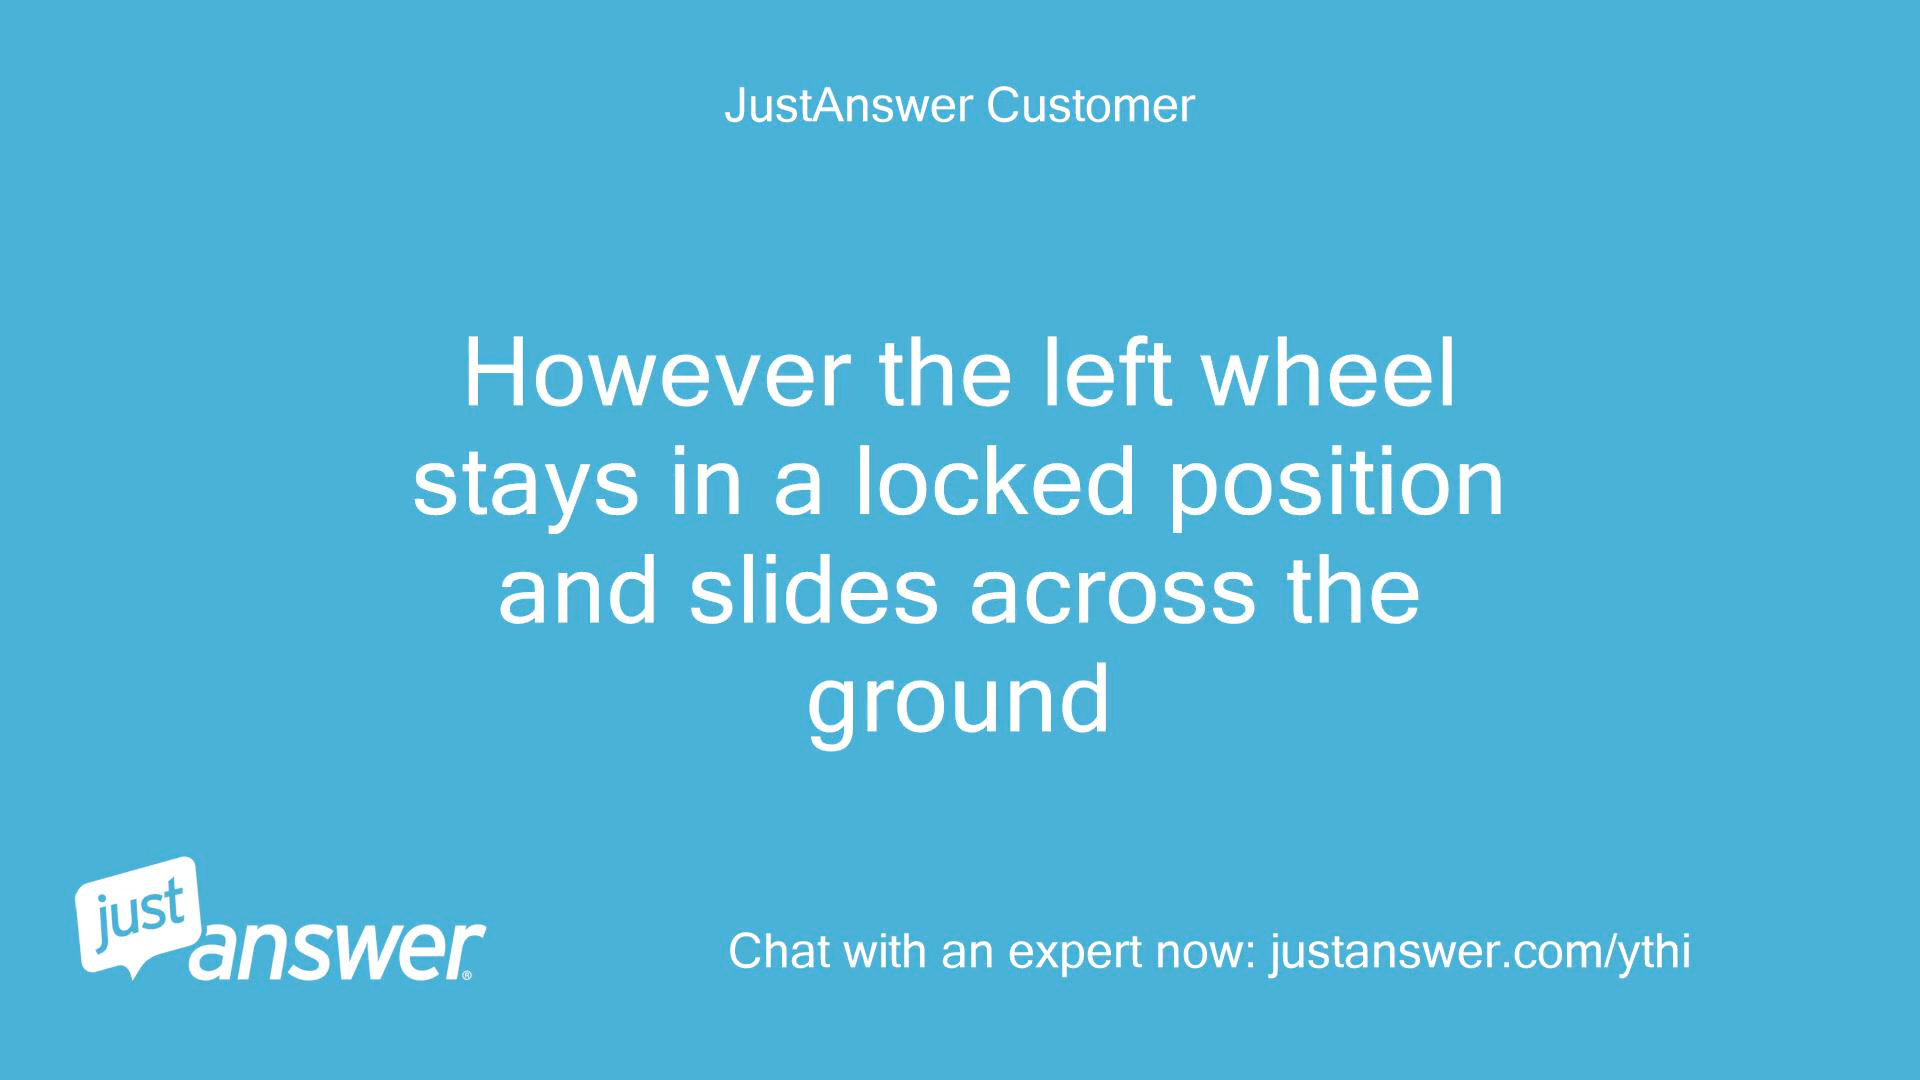 JustAnswer Customer
However the left wheel
stays in a locked position
and slides across the
ground
just
answer®
Chat with an expert now: justanswer.com/ythi